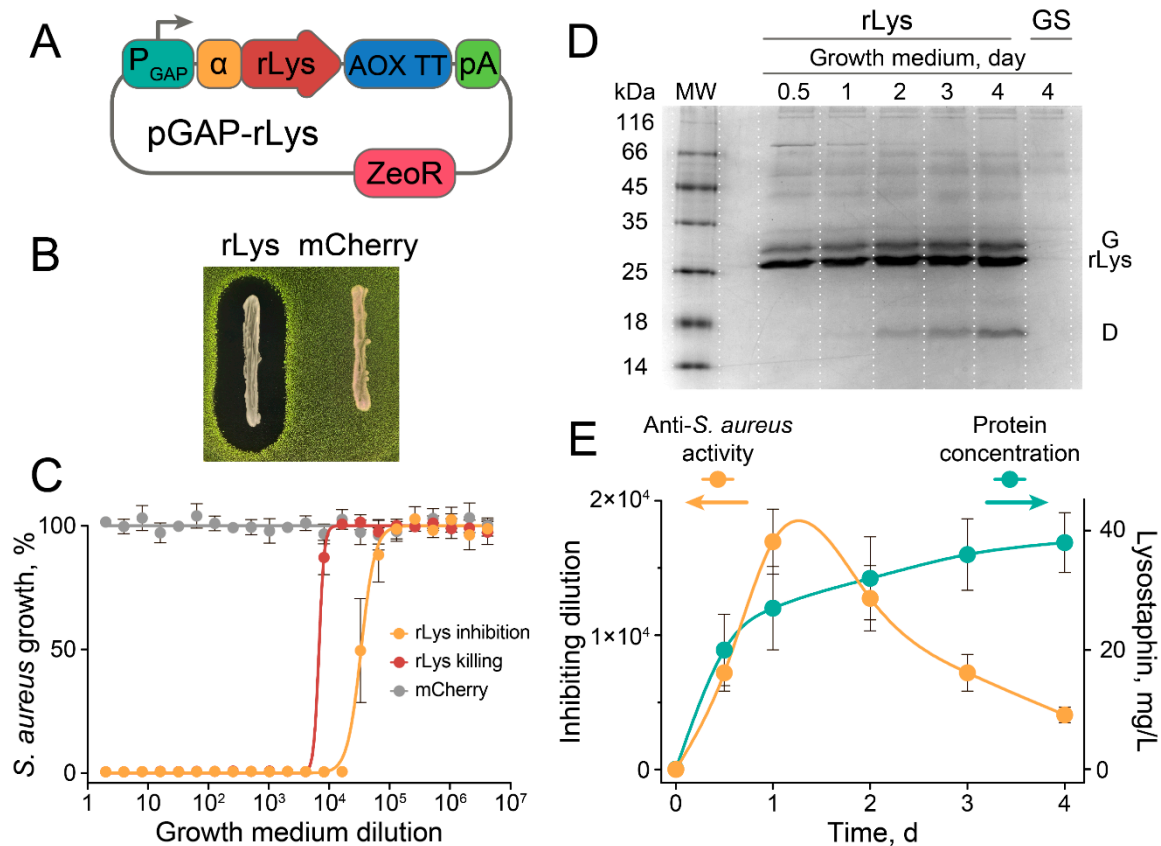 A
P_GAP α rLys AOX TT pA
pGAP-rLys
ZeoR
B
rLys mCherry
C
S. aureus growth, %
100
50
0
rLys inhibition
rLys killing
mCherry
1 10 10² 10³ 10⁴ 10⁵ 10⁶ 10⁷
Growth medium dilution
D
rLys GS
Growth medium, day
kDa MW 0.5 1 2 3 4 4
116
66
45
35
25
18
14
G
rLys
D
E
Anti-S. aureus
activity
Protein
concentration
Inhibiting dilution
2×10⁴
1×10⁴
0
Lysostaphin, mg/L
40
20
0
0 1 2 3 4
Time, d